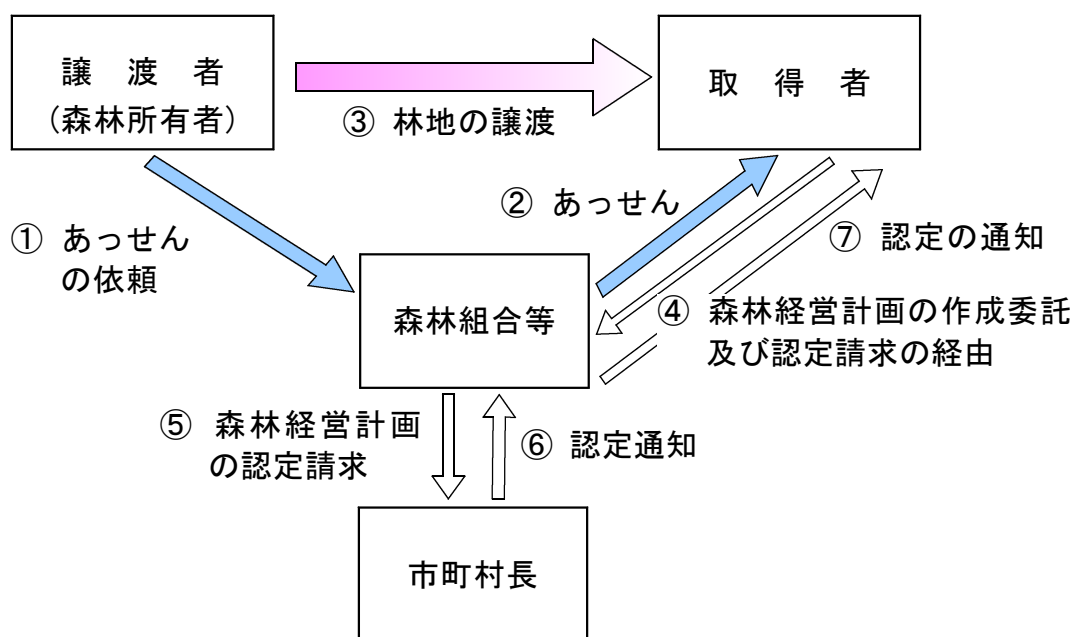 譲　渡　者
（森林所有者）
取　得　者
③ 林地の譲渡
① あっせん
の依頼
② あっせん
⑦ 認定の通知
森林組合等
④ 森林経営計画の作成委託
及び認定請求の経由
⑤ 森林経営計画
の認定請求
⑥ 認定通知
市町村長